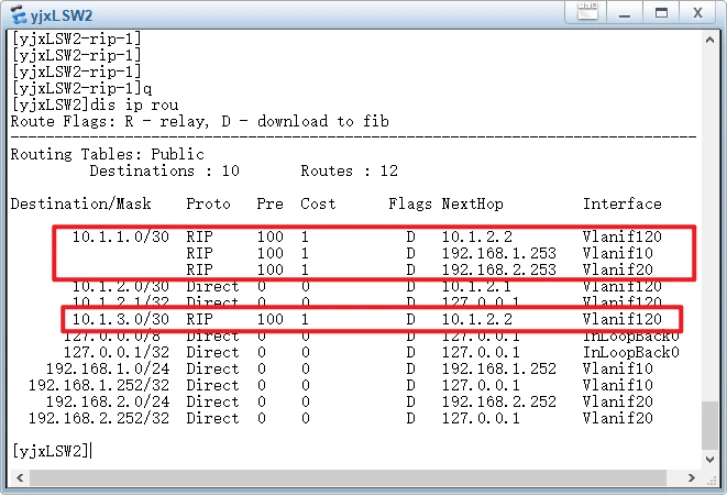 yjxLSW2
[yjxLSW2-rip-1]
[yjxLSW2-rip-1]
[yjxLSW2-rip-1]
[yjxLSW2-rip-1]q
[yjxLSW2]dis ip rou
Route Flags: R - relay, D - download to fib
------------------------------------------------------------------------------
Routing Tables: Public
         Destinations : 10       Routes : 12
Destination/Mask    Proto   Pre  Cost      Flags NextHop         Interface
10.1.1.0/30  RIP     100  1           D   10.1.2.2        Vlanif120
RIP     100  1           D   192.168.1.253   Vlanif10
RIP     100  1           D   192.168.2.253   Vlanif20
10.1.2.0/30  Direct  0    0           D   10.1.2.1        Vlanif120
10.1.2.1/32  Direct  0    0           D   127.0.0.1       Vlanif120
10.1.3.0/30  RIP     100  1           D   10.1.2.2        Vlanif120
127.0.0.0/8   Direct  0    0           D   127.0.0.1       InLoopBack0
127.0.0.1/32  Direct  0    0           D   127.0.0.1       InLoopBack0
192.168.1.0/24  Direct  0    0           D   192.168.1.252   Vlanif10
192.168.1.252/32  Direct  0    0           D   127.0.0.1       Vlanif10
192.168.2.0/24  Direct  0    0           D   192.168.2.252   Vlanif20
192.168.2.252/32  Direct  0    0           D   127.0.0.1       Vlanif20
[yjxLSW2]